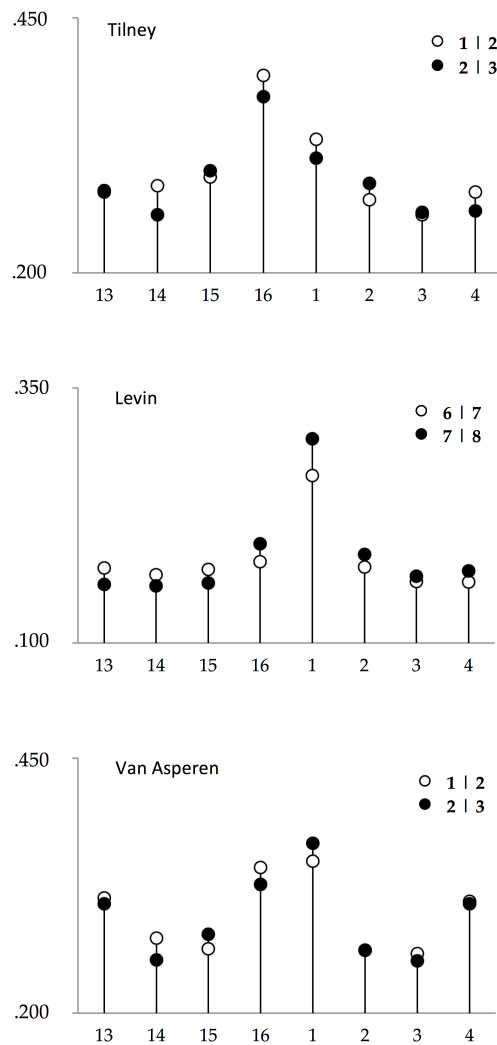 .450
Tilney
1 | 2
2 | 3
.200
13 14 15 16 1 2 3 4
.350
Levin
6 | 7
7 | 8
.100
13 14 15 16 1 2 3 4
.450
Van Asperen
1 | 2
2 | 3
.200
13 14 15 16 1 2 3 4